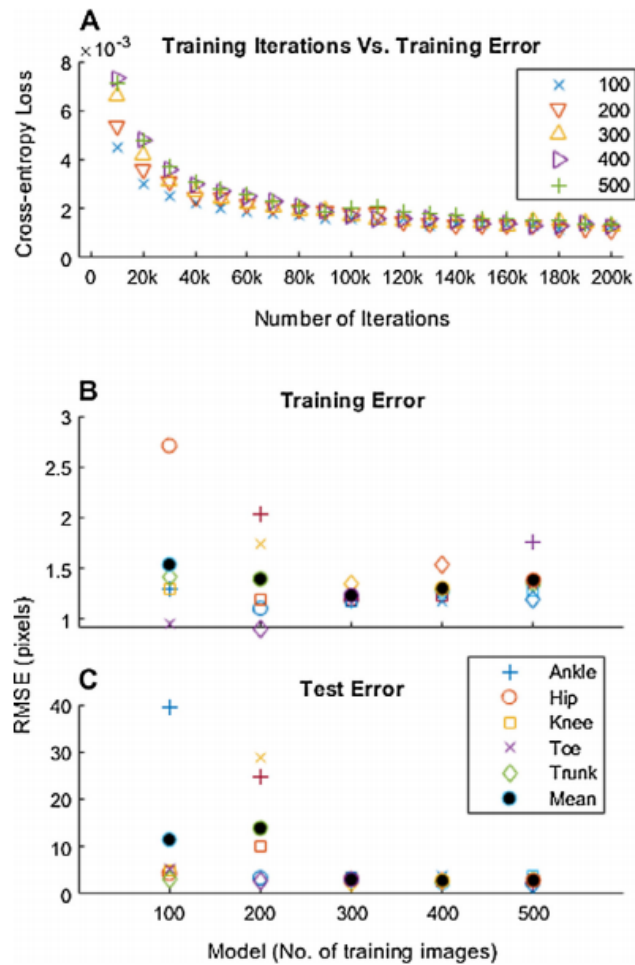 A
Training Iterations Vs. Training Error
×10⁻³
8
6
4
2
0
Cross-entropy Loss
100
200
300
400
500
0 20k 40k 60k 80k 100k 120k 140k 160k 180k 200k
Number of Iterations
B
Training Error
3
2.5
2
1.5
1
RMSE (pixels)
C
Test Error
40
30
20
10
0
Ankle
Hip
Knee
Toe
Trunk
Mean
100 200 300 400 500
Model (No. of training images)